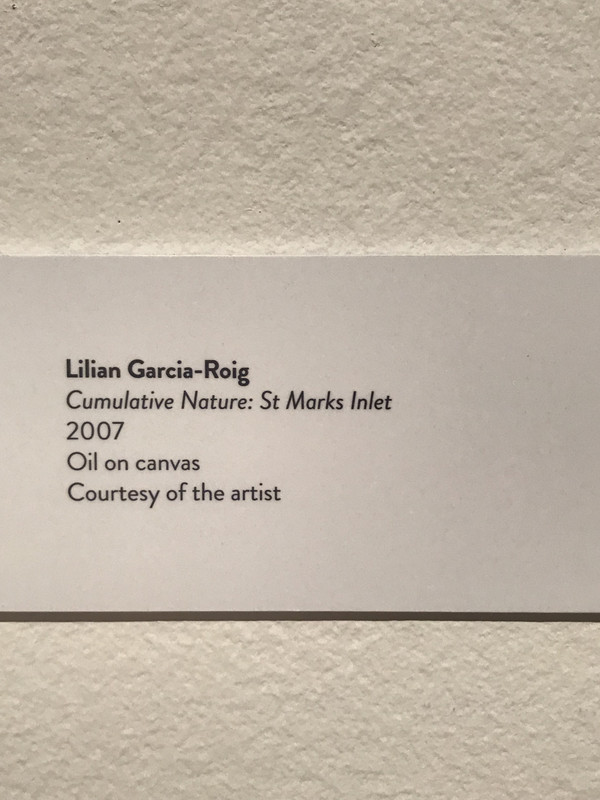 Lilian Garcia-Roig
Cumulative Nature: St Marks Inlet
2007
Oil on canvas
Courtesy of the artist